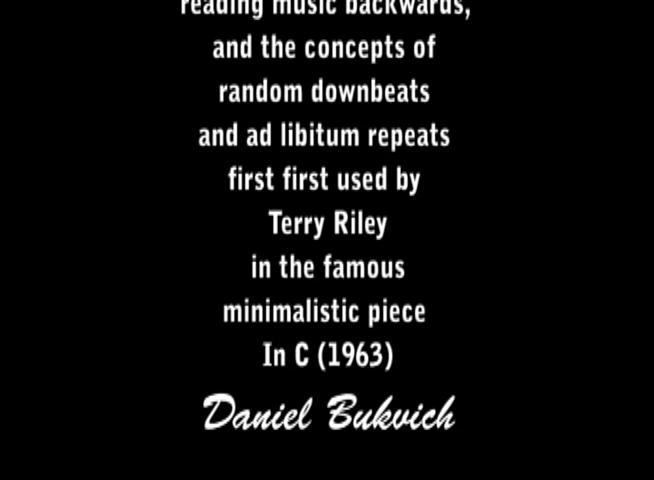 reading music backwards,
and the concepts of
random downbeats
and ad libitum repeats
first first used by
Terry Riley
in the famous
minimalistic piece
In C (1963)
Daniel Bukvich